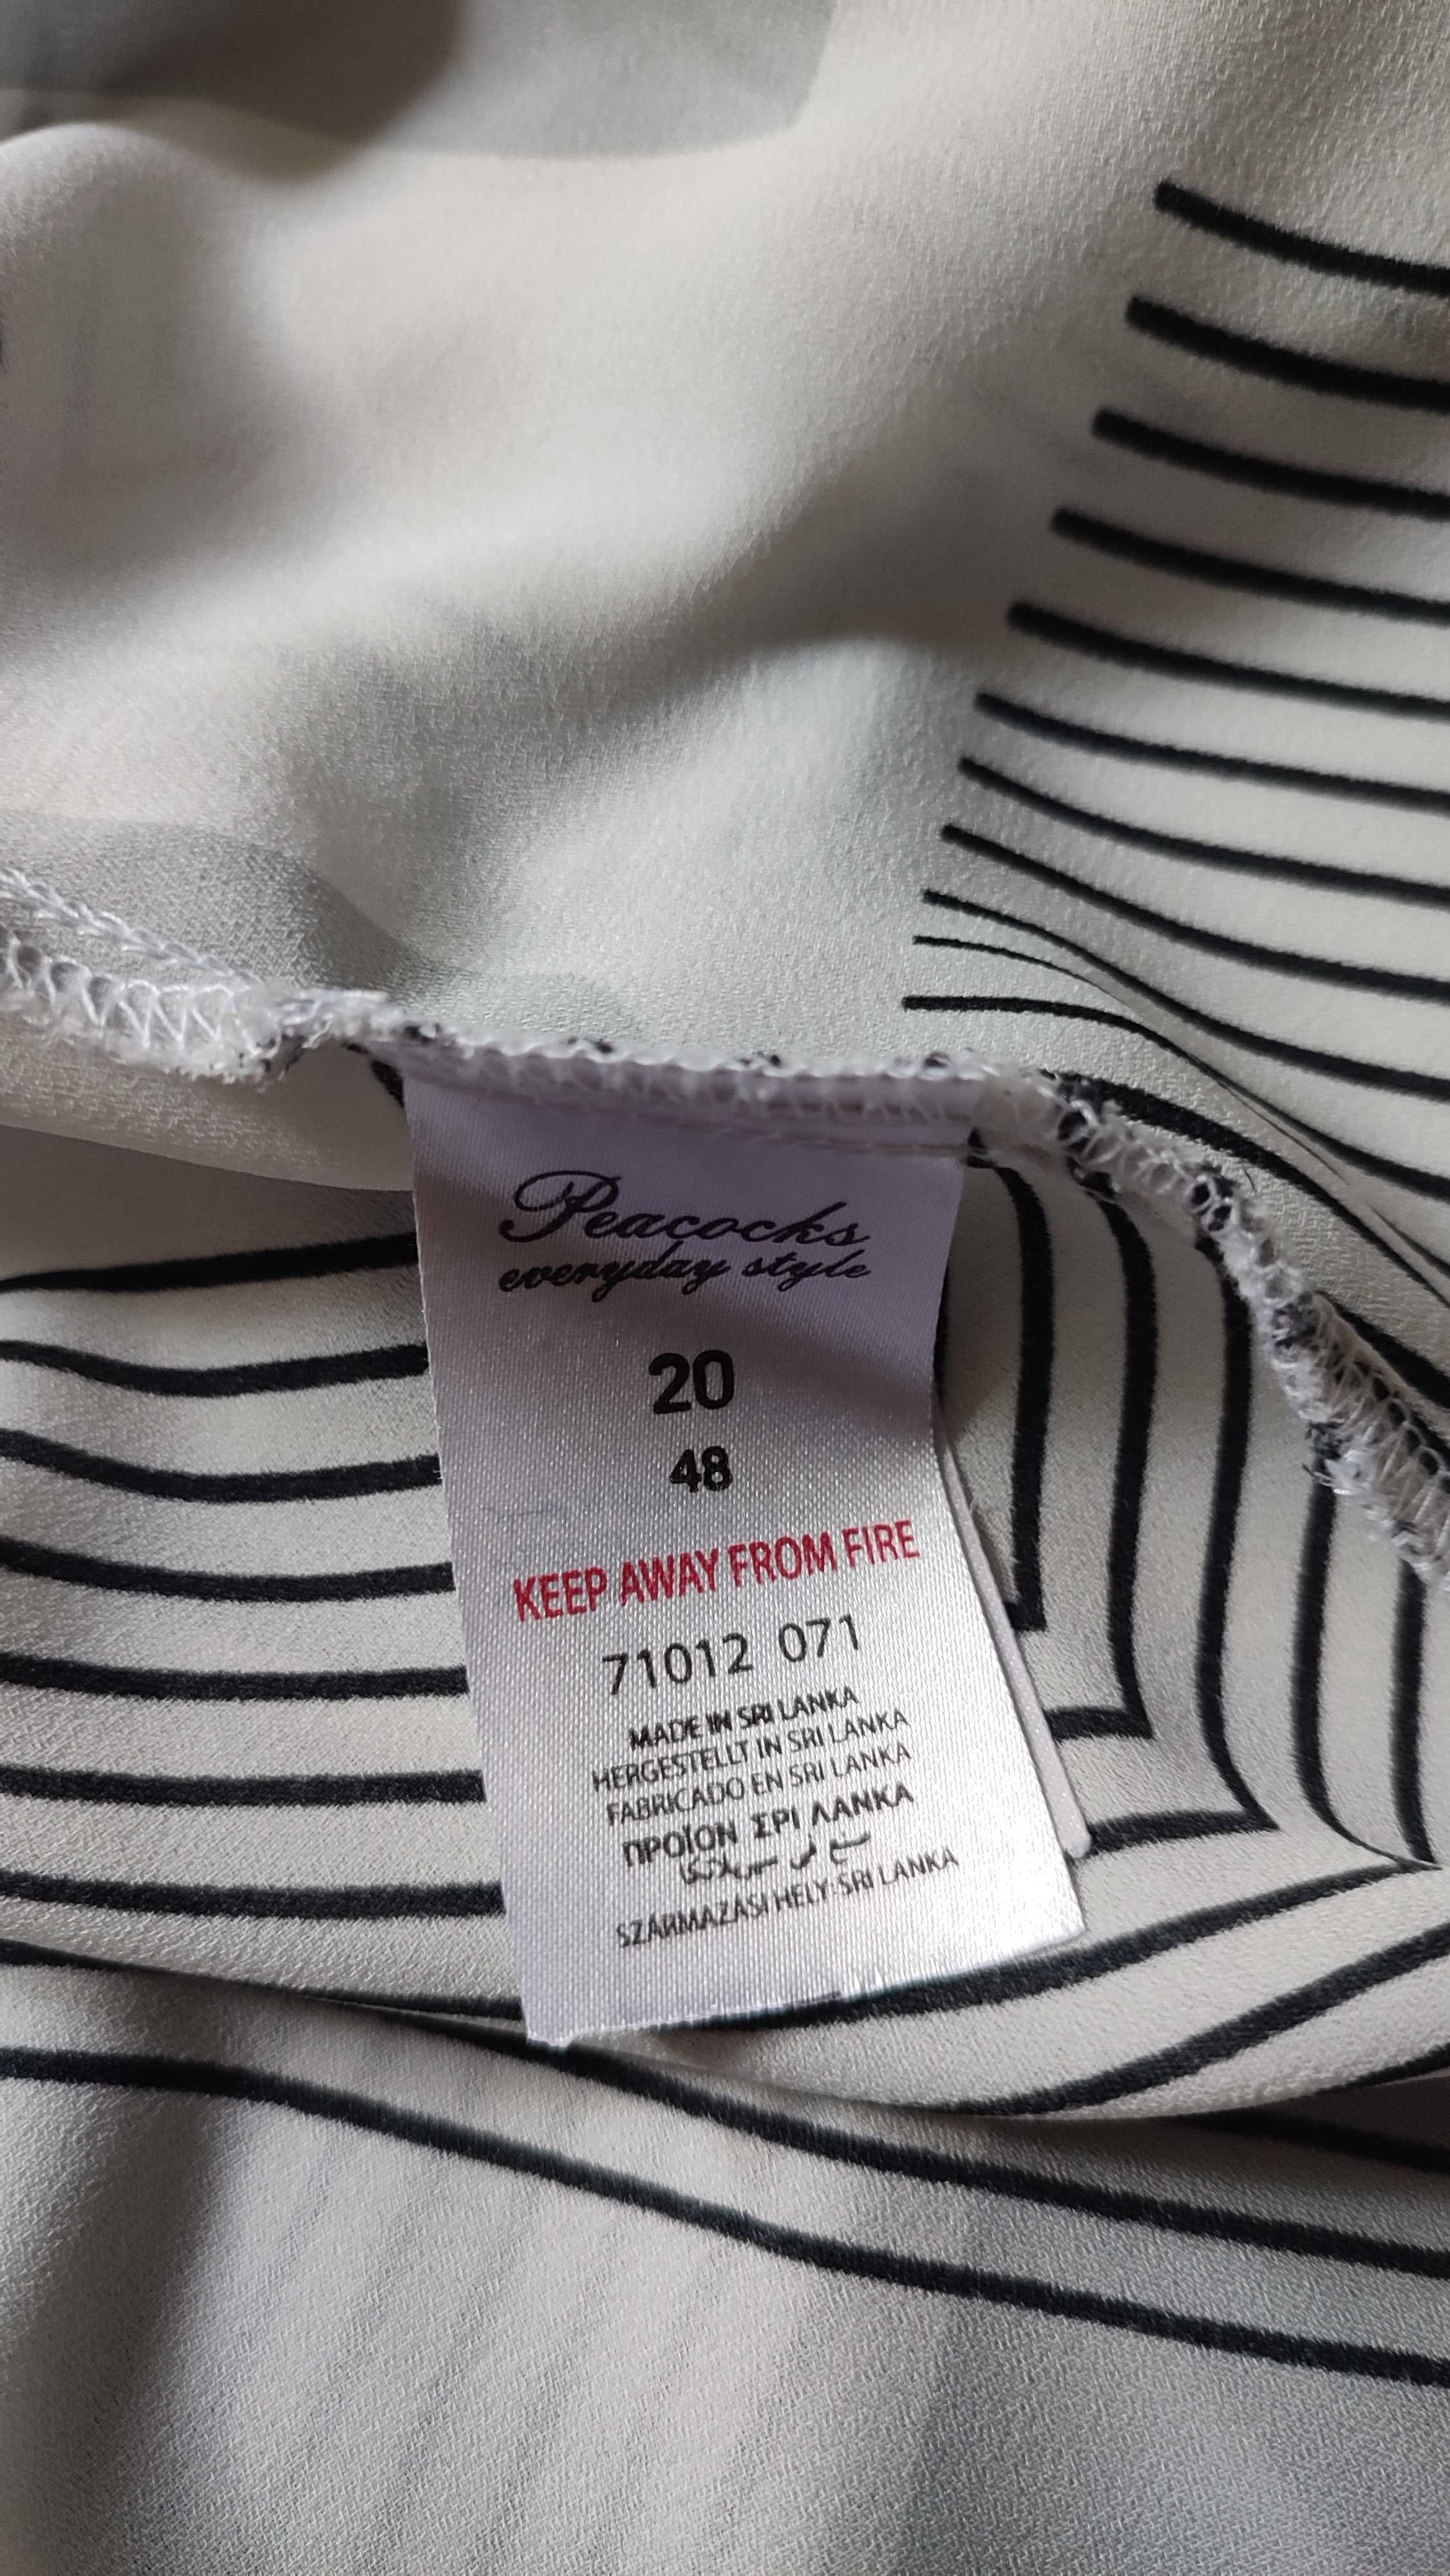 Peacocks
everyday style
20
48
KEEP AWAY FROM FIRE
71012 071
MADE IN SRI LANKA
HERGESTELLT IN SRI LANKA
FABRICADO EN SRI LANKA
ΠΡΟΪΟΝ ΣΡΙ ΛΑΝΚΑ
SZÁRMAZÁSI HELY: SRI LANKA